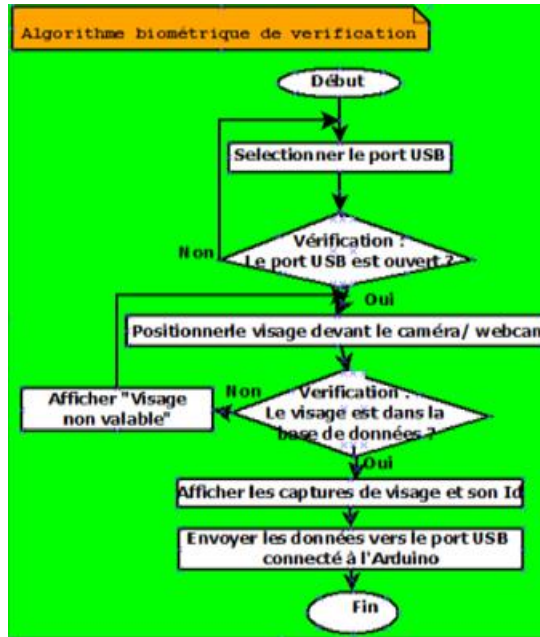 Algorithme biométrique de verification
Début
Selectionner le port USB
Vérification :
Le port USB est ouvert ?
Non
Oui
Positionnerle visage devant le caméra/ webcam
Verification :
Le visage est dans la
base de données ?
Non
Afficher "Visage
non valable"
Oui
Afficher les captures de visage et son Id
Envoyer les données vers le port USB
connecté à l'Arduino
Fin